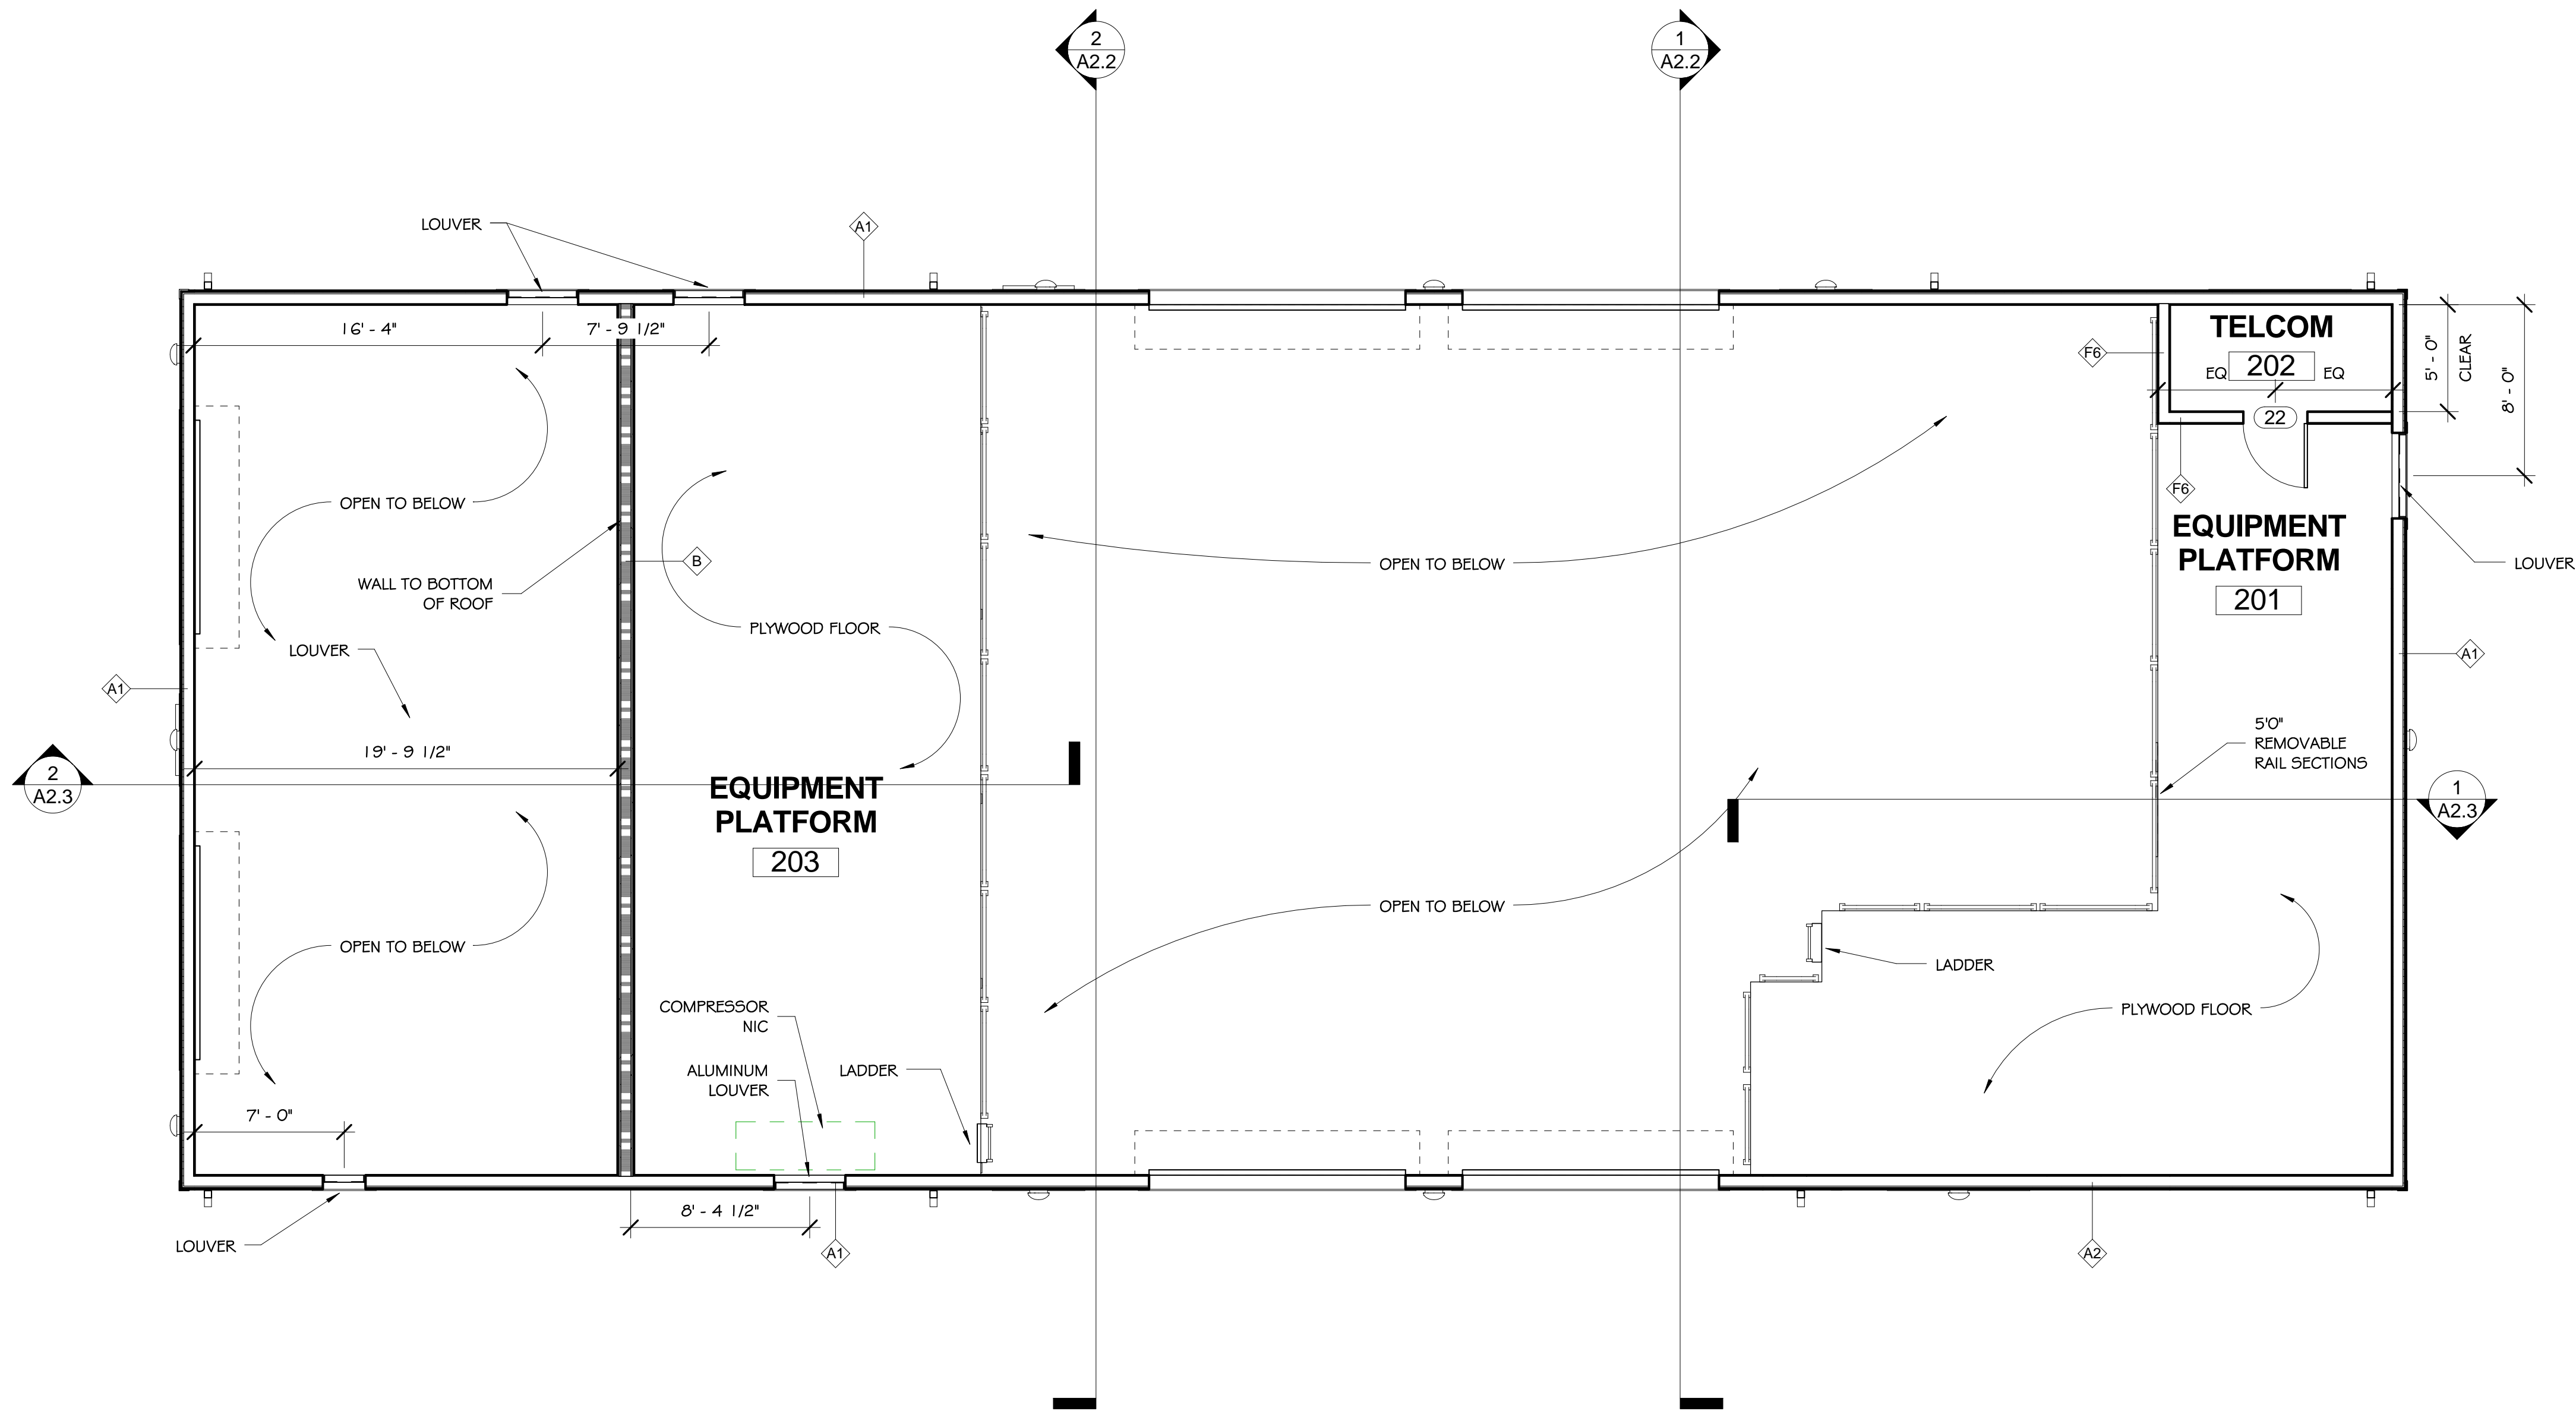 2
A2.2
1
A2.2
LOUVER
A1
16' - 4"
7' - 9 1/2"
TELCOM
202
EQ
EQ
22
F6
F6
5' - 0"
CLEAR
8' - 0"
OPEN TO BELOW
WALL TO BOTTOM
OF ROOF
B
LOUVER
PLYWOOD FLOOR
OPEN TO BELOW
EQUIPMENT
PLATFORM
201
LOUVER
A1
A1
19' - 9 1/2"
2
A2.3
EQUIPMENT
PLATFORM
203
5'0"
REMOVABLE
RAIL SECTIONS
1
A2.3
OPEN TO BELOW
OPEN TO BELOW
LADDER
PLYWOOD FLOOR
COMPRESSOR
NIC
ALUMINUM
LOUVER
LADDER
7' - 0"
8' - 4 1/2"
LOUVER
A1
A2